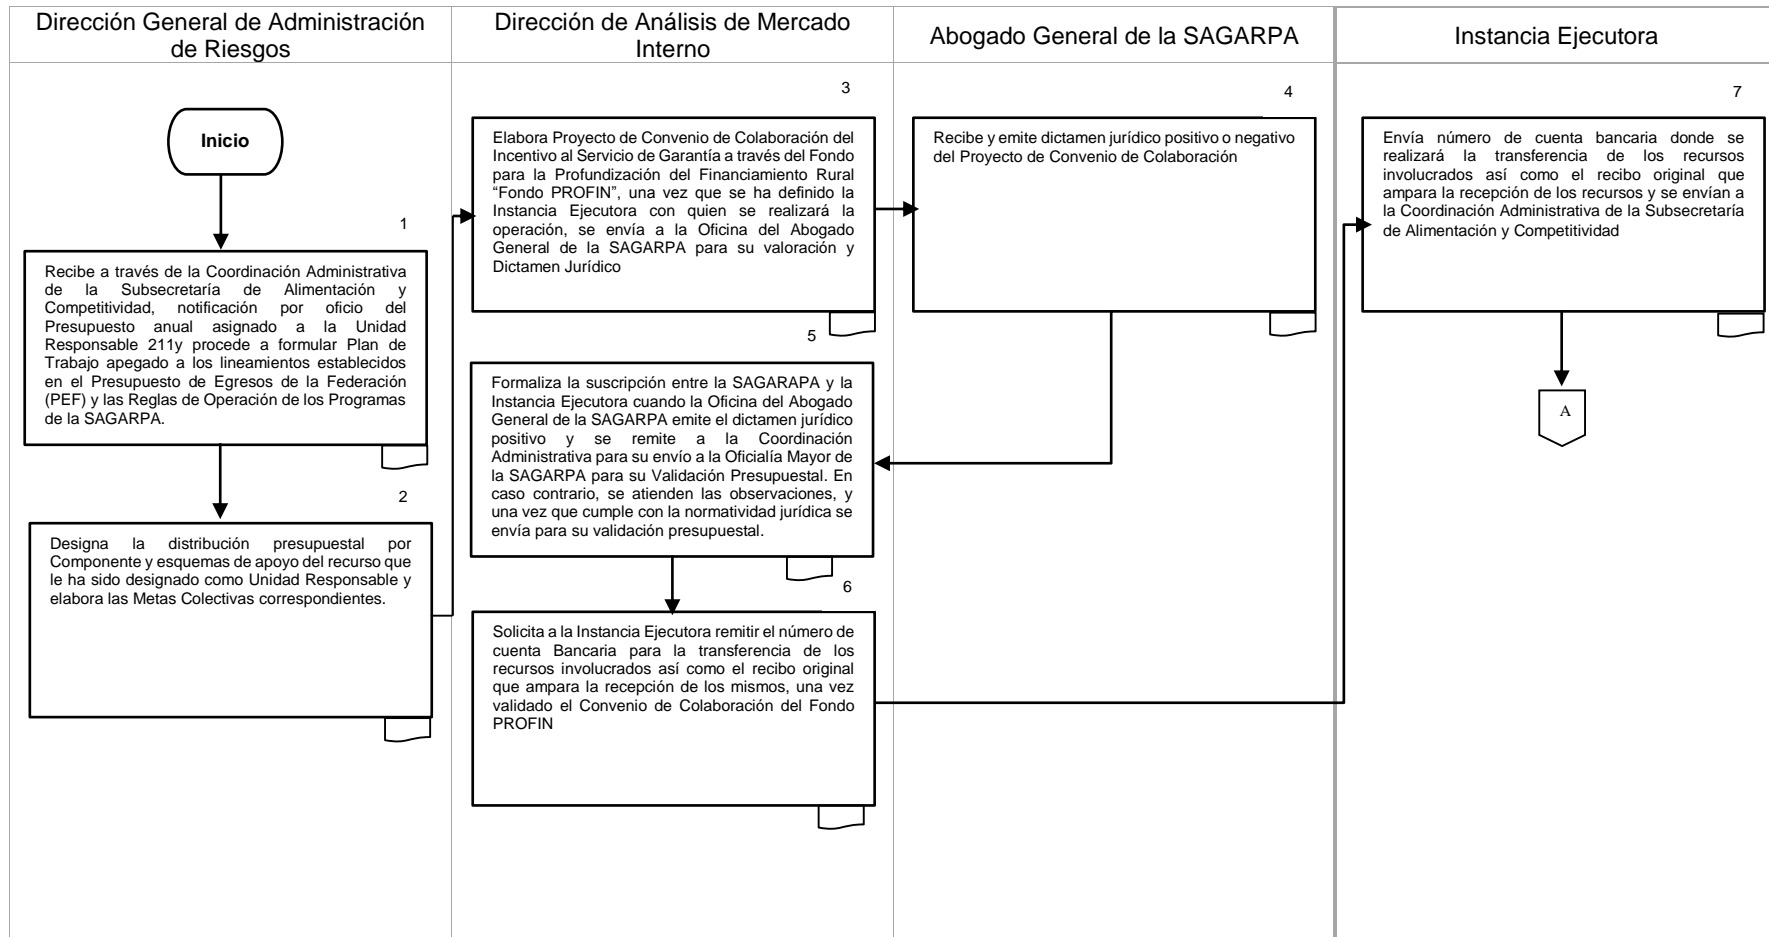 Dirección General de Administración
de Riesgos
Dirección de Análisis de Mercado
Interno
Abogado General de la SAGARPA
Instancia Ejecutora
Inicio
1
Recibe a través de la Coordinación Administrativa
de la Subsecretaría de Alimentación y
Competitividad, notificación por oficio del
Presupuesto anual asignado a la Unidad
Responsable 211y procede a formular Plan de
Trabajo apegado a los lineamientos establecidos
en el Presupuesto de Egresos de la Federación
(PEF) y las Reglas de Operación de los Programas
de la SAGARPA.
2
Designa la distribución presupuestal por
Componente y esquemas de apoyo del recurso que
le ha sido designado como Unidad Responsable y
elabora las Metas Colectivas correspondientes.
3
Elabora Proyecto de Convenio de Colaboración del
Incentivo al Servicio de Garantía a través del Fondo
para la Profundización del Financiamiento Rural
“Fondo PROFIN”, una vez que se ha definido la
Instancia Ejecutora con quien se realizará la
operación, se envía a la Oficina del Abogado
General de la SAGARPA para su valoración y
Dictamen Jurídico
4
Recibe y emite dictamen jurídico positivo o negativo
del Proyecto de Convenio de Colaboración
5
Formaliza la suscripción entre la SAGARAPA y la
Instancia Ejecutora cuando la Oficina del Abogado
General de la SAGARPA emite el dictamen jurídico
positivo y se remite a la Coordinación
Administrativa para su envío a la Oficialía Mayor de
la SAGARPA para su Validación Presupuestal. En
caso contrario, se atienden las observaciones, y
una vez que cumple con la normatividad jurídica se
envía para su validación presupuestal.
6
Solicita a la Instancia Ejecutora remitir el número de
cuenta Bancaria para la transferencia de los
recursos involucrados así como el recibo original
que ampara la recepción de los mismos, una vez
validado el Convenio de Colaboración del Fondo
PROFIN
7
Envía número de cuenta bancaria donde se
realizará la transferencia de los recursos
involucrados así como el recibo original que
ampara la recepción de los recursos y se envían a
la Coordinación Administrativa de la Subsecretaría
de Alimentación y Competitividad
A